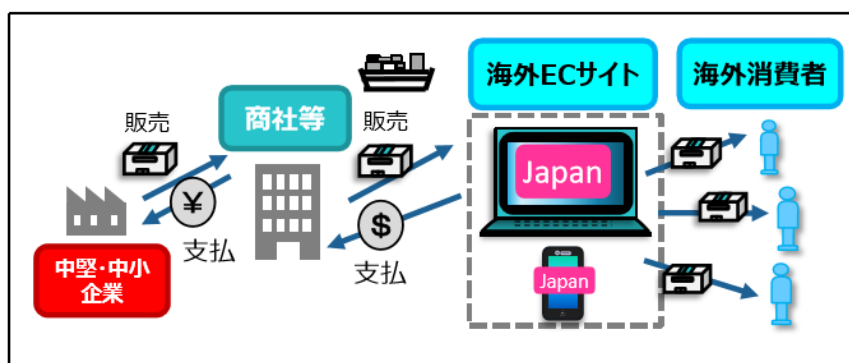 海外ECサイト
海外消費者
商社等
販売
販売
Japan
¥
$
支払
支払
中堅・中小
企業
Japan